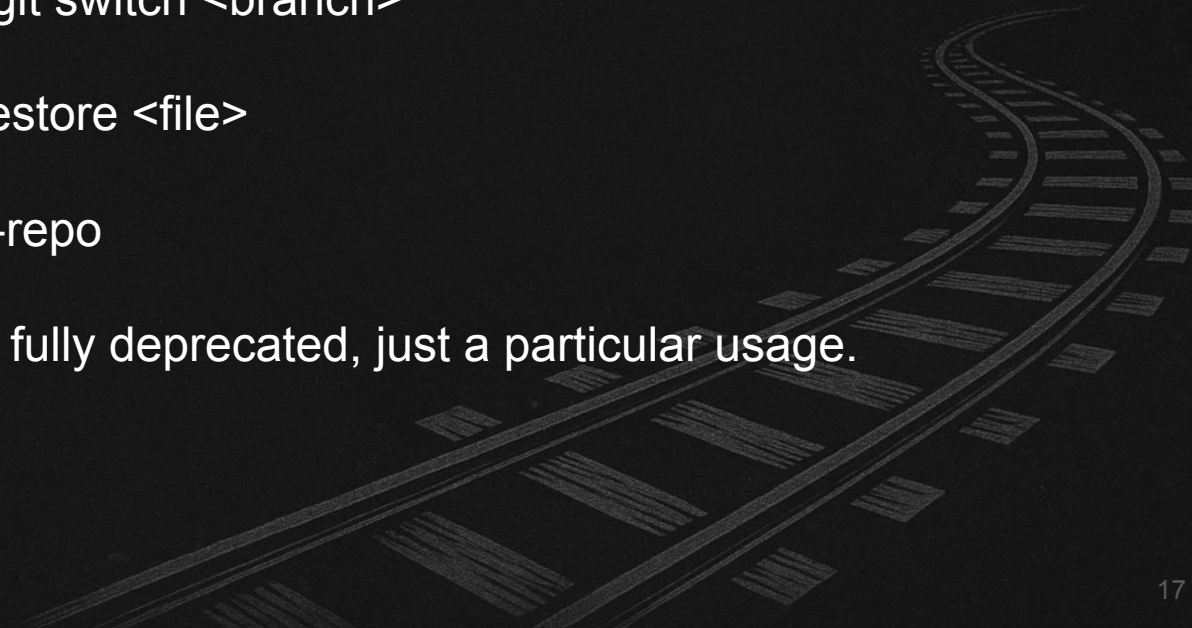 git switch <branch>
estore <file>
-repo
fully deprecated, just a particular usage.
17